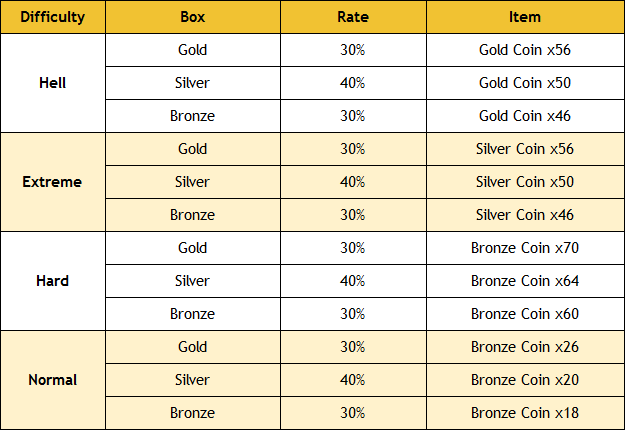 Difficulty Box Rate Item
Gold 30% Gold Coin x56
Hell Silver 40% Gold Coin x50
Bronze 30% Gold Coin x46
Gold 30% Silver Coin x56
Extreme Silver 40% Silver Coin x50
Bronze 30% Silver Coin x46
Gold 30% Bronze Coin x70
Hard Silver 40% Bronze Coin x64
Bronze 30% Bronze Coin x60
Gold 30% Bronze Coin x26
Normal Silver 40% Bronze Coin x20
Bronze 30% Bronze Coin x18